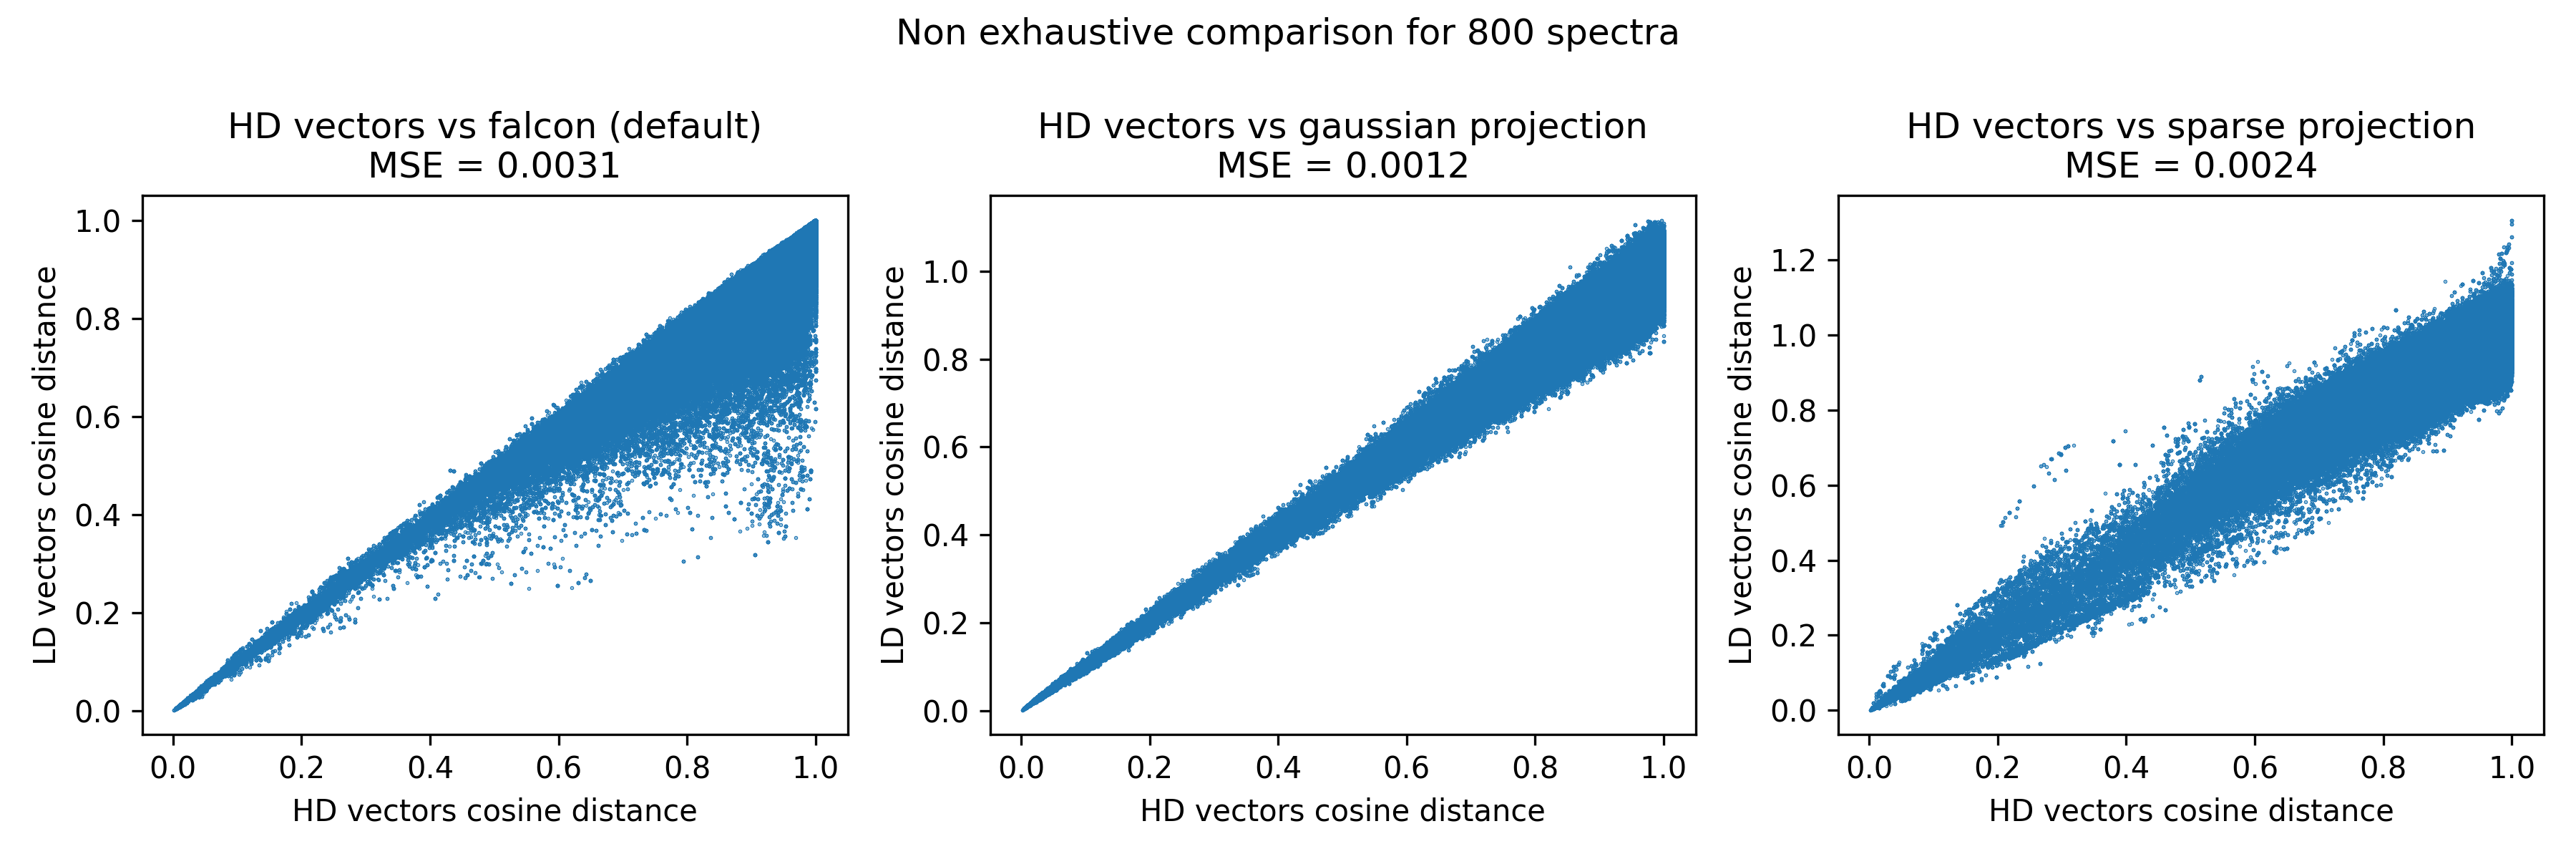 Non exhaustive comparison for 800 spectra
HD vectors vs falcon (default)
MSE = 0.0031
1.0
0.8
0.6
0.4
0.2
0.0
LD vectors cosine distance
0.0 0.2 0.4 0.6 0.8 1.0
HD vectors cosine distance
HD vectors vs gaussian projection
MSE = 0.0012
1.0
0.8
0.6
0.4
0.2
0.0
LD vectors cosine distance
0.0 0.2 0.4 0.6 0.8 1.0
HD vectors cosine distance
HD vectors vs sparse projection
MSE = 0.0024
1.2
1.0
0.8
0.6
0.4
0.2
0.0
LD vectors cosine distance
0.0 0.2 0.4 0.6 0.8 1.0
HD vectors cosine distance